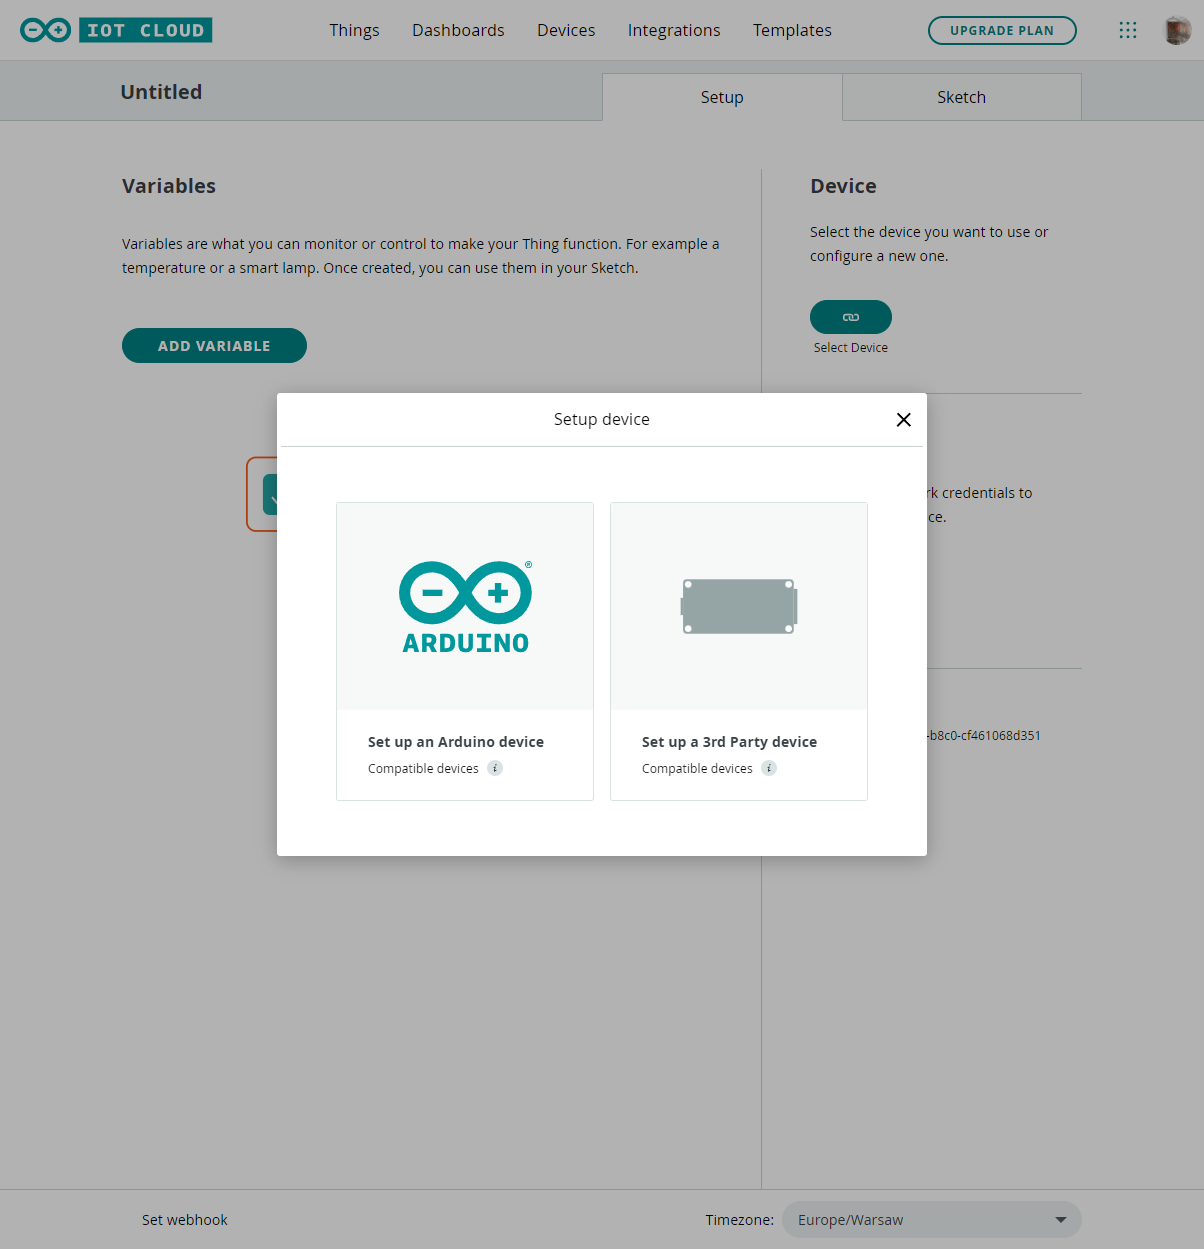 IOT CLOUD
Things
Dashboards
Devices
Integrations
Templates
UPGRADE PLAN
Untitled
Setup
Sketch
Variables
Variables are what you can monitor or control to make your Thing function. For example a
temperature or a smart lamp. Once created, you can use them in your Sketch.
ADD VARIABLE
Device
Select the device you want to use or
configure a new one.
Select Device
rk credentials to
ce.
-b8c0-cf461068d351
Setup device
®
ARDUINO
Set up an Arduino device
Compatible devices i
Set up a 3rd Party device
Compatible devices i
Set webhook
Timezone:
Europe/Warsaw